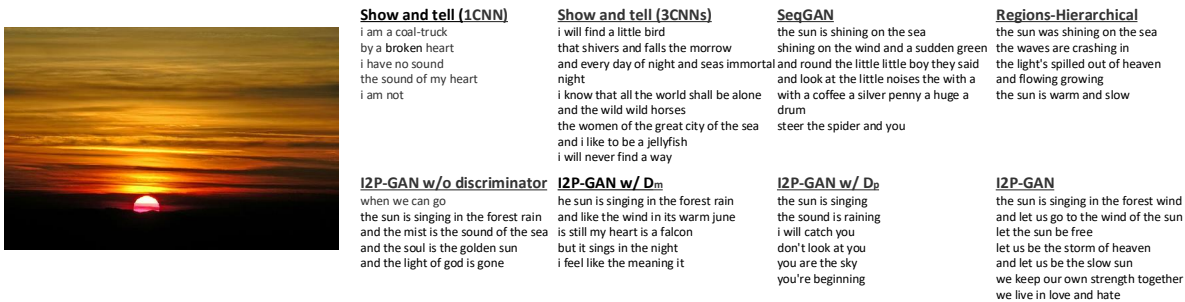 Show and tell (1CNN)
i am a coal-truck
by a broken heart
i have no sound
the sound of my heart
i am not
Show and tell (3CNNs)
i will find a little bird
that shivers and falls the morrow
and every day of night and seas immortal
night
i know that all the world shall be alone
and the wild wild horses
the women of the great city of the sea
and i like to be a jellyfish
i will never find a way
SeqGAN
the sun is shining on the sea
shining on the wind and a sudden green
and round the little little boy they said
and look at the little noises the with a
with a coffee a silver penny a huge a
drum
steer the spider and you
Regions-Hierarchical
the sun was shining on the sea
the waves are crashing in
the light's spilled out of heaven
and flowing growing
the sun is warm and slow
I2P-GAN w/o discriminator
when we can go
the sun is singing in the forest rain
and the mist is the sound of the sea
and the soul is the golden sun
and the light of god is gone
I2P-GAN w/ Dm
he sun is singing in the forest rain
and like the wind in its warm june
is still my heart is a falcon
but it sings in the night
i feel like the meaning it
I2P-GAN w/ Dp
the sun is singing
the sound is raining
i will catch you
don't look at you
you are the sky
you're beginning
I2P-GAN
the sun is singing in the forest wind
and let us go to the wind of the sun
let the sun be free
let us be the storm of heaven
and let us be the slow sun
we keep our own strength together
we live in love and hate